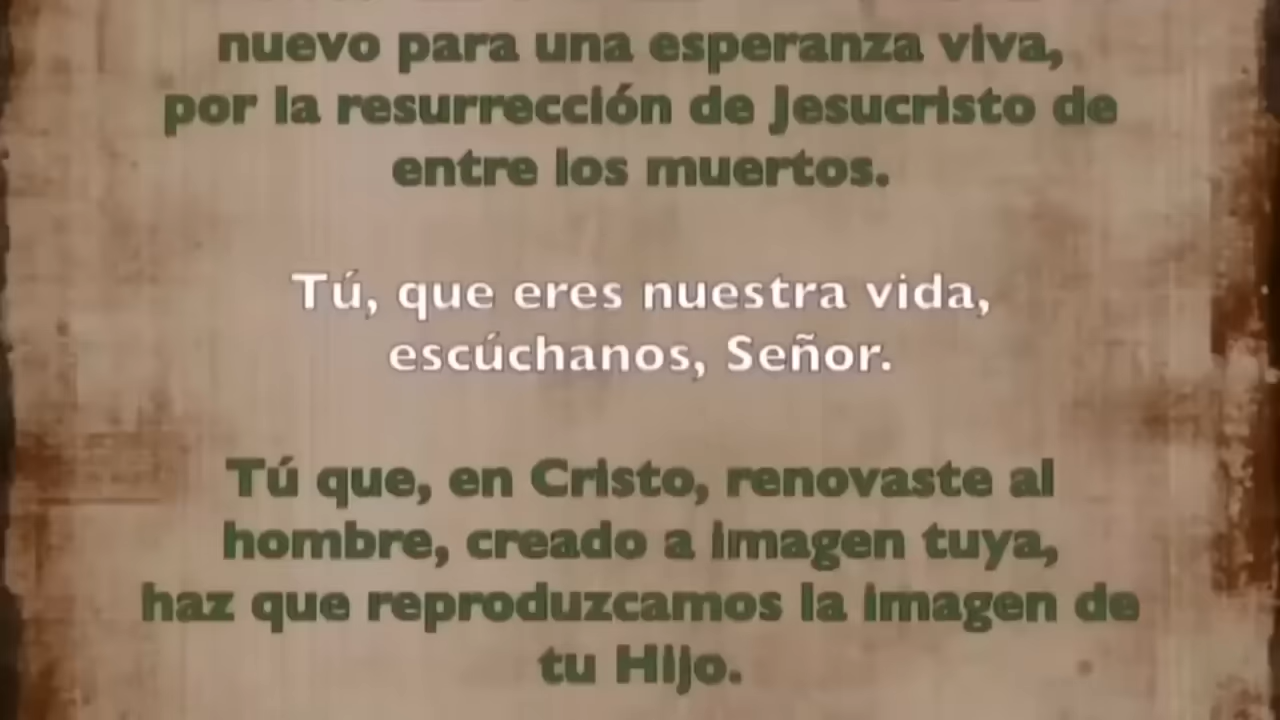 nuevo para una esperanza viva,
por la resurrección de Jesucristo de
entre los muertos.
Tú, que eres nuestra vida,
escúchanos, Señor.
Tú que, en Cristo, renovaste al
hombre, creado a imagen tuya,
haz que reproduzcamos la imagen de
tu Hijo.